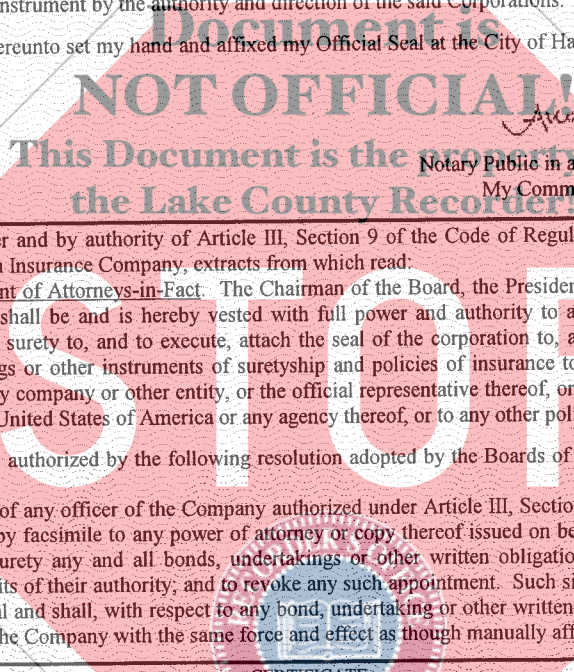 nstrument by the authority and direction of the said Corporations.
ereunto set my hand and affixed my Official Seal at the City of Ha
Document is
NOT OFFICIAL!
This Document is the property
the Lake County Recorder!
Notary Public in a
My Comm
er and by authority of Article III, Section 9 of the Code of Regul
n Insurance Company, extracts from which read:
nt of Attorneys-in-Fact. The Chairman of the Board, the Presiden
shall be and is hereby vested with full power and authority to a
surety to, and to execute, attach the seal of the corporation to, a
gs or other instruments of suretyship and policies of insurance to
y company or other entity, or the official representative thereof, or
United States of America or any agency thereof, or to any other pol
STOP
authorized by the following resolution adopted by the Boards of
of any officer of the Company authorized under Article III, Sectio
by facsimile to any power of attorney or copy thereof issued on be
urety any and all bonds, undertakings or other written obligatio
its of their authority; and to revoke any such appointment. Such si
l and shall, with respect to any bond, undertaking or other written
he Company with the same force and effect as though manually aff
CERTIFICATE